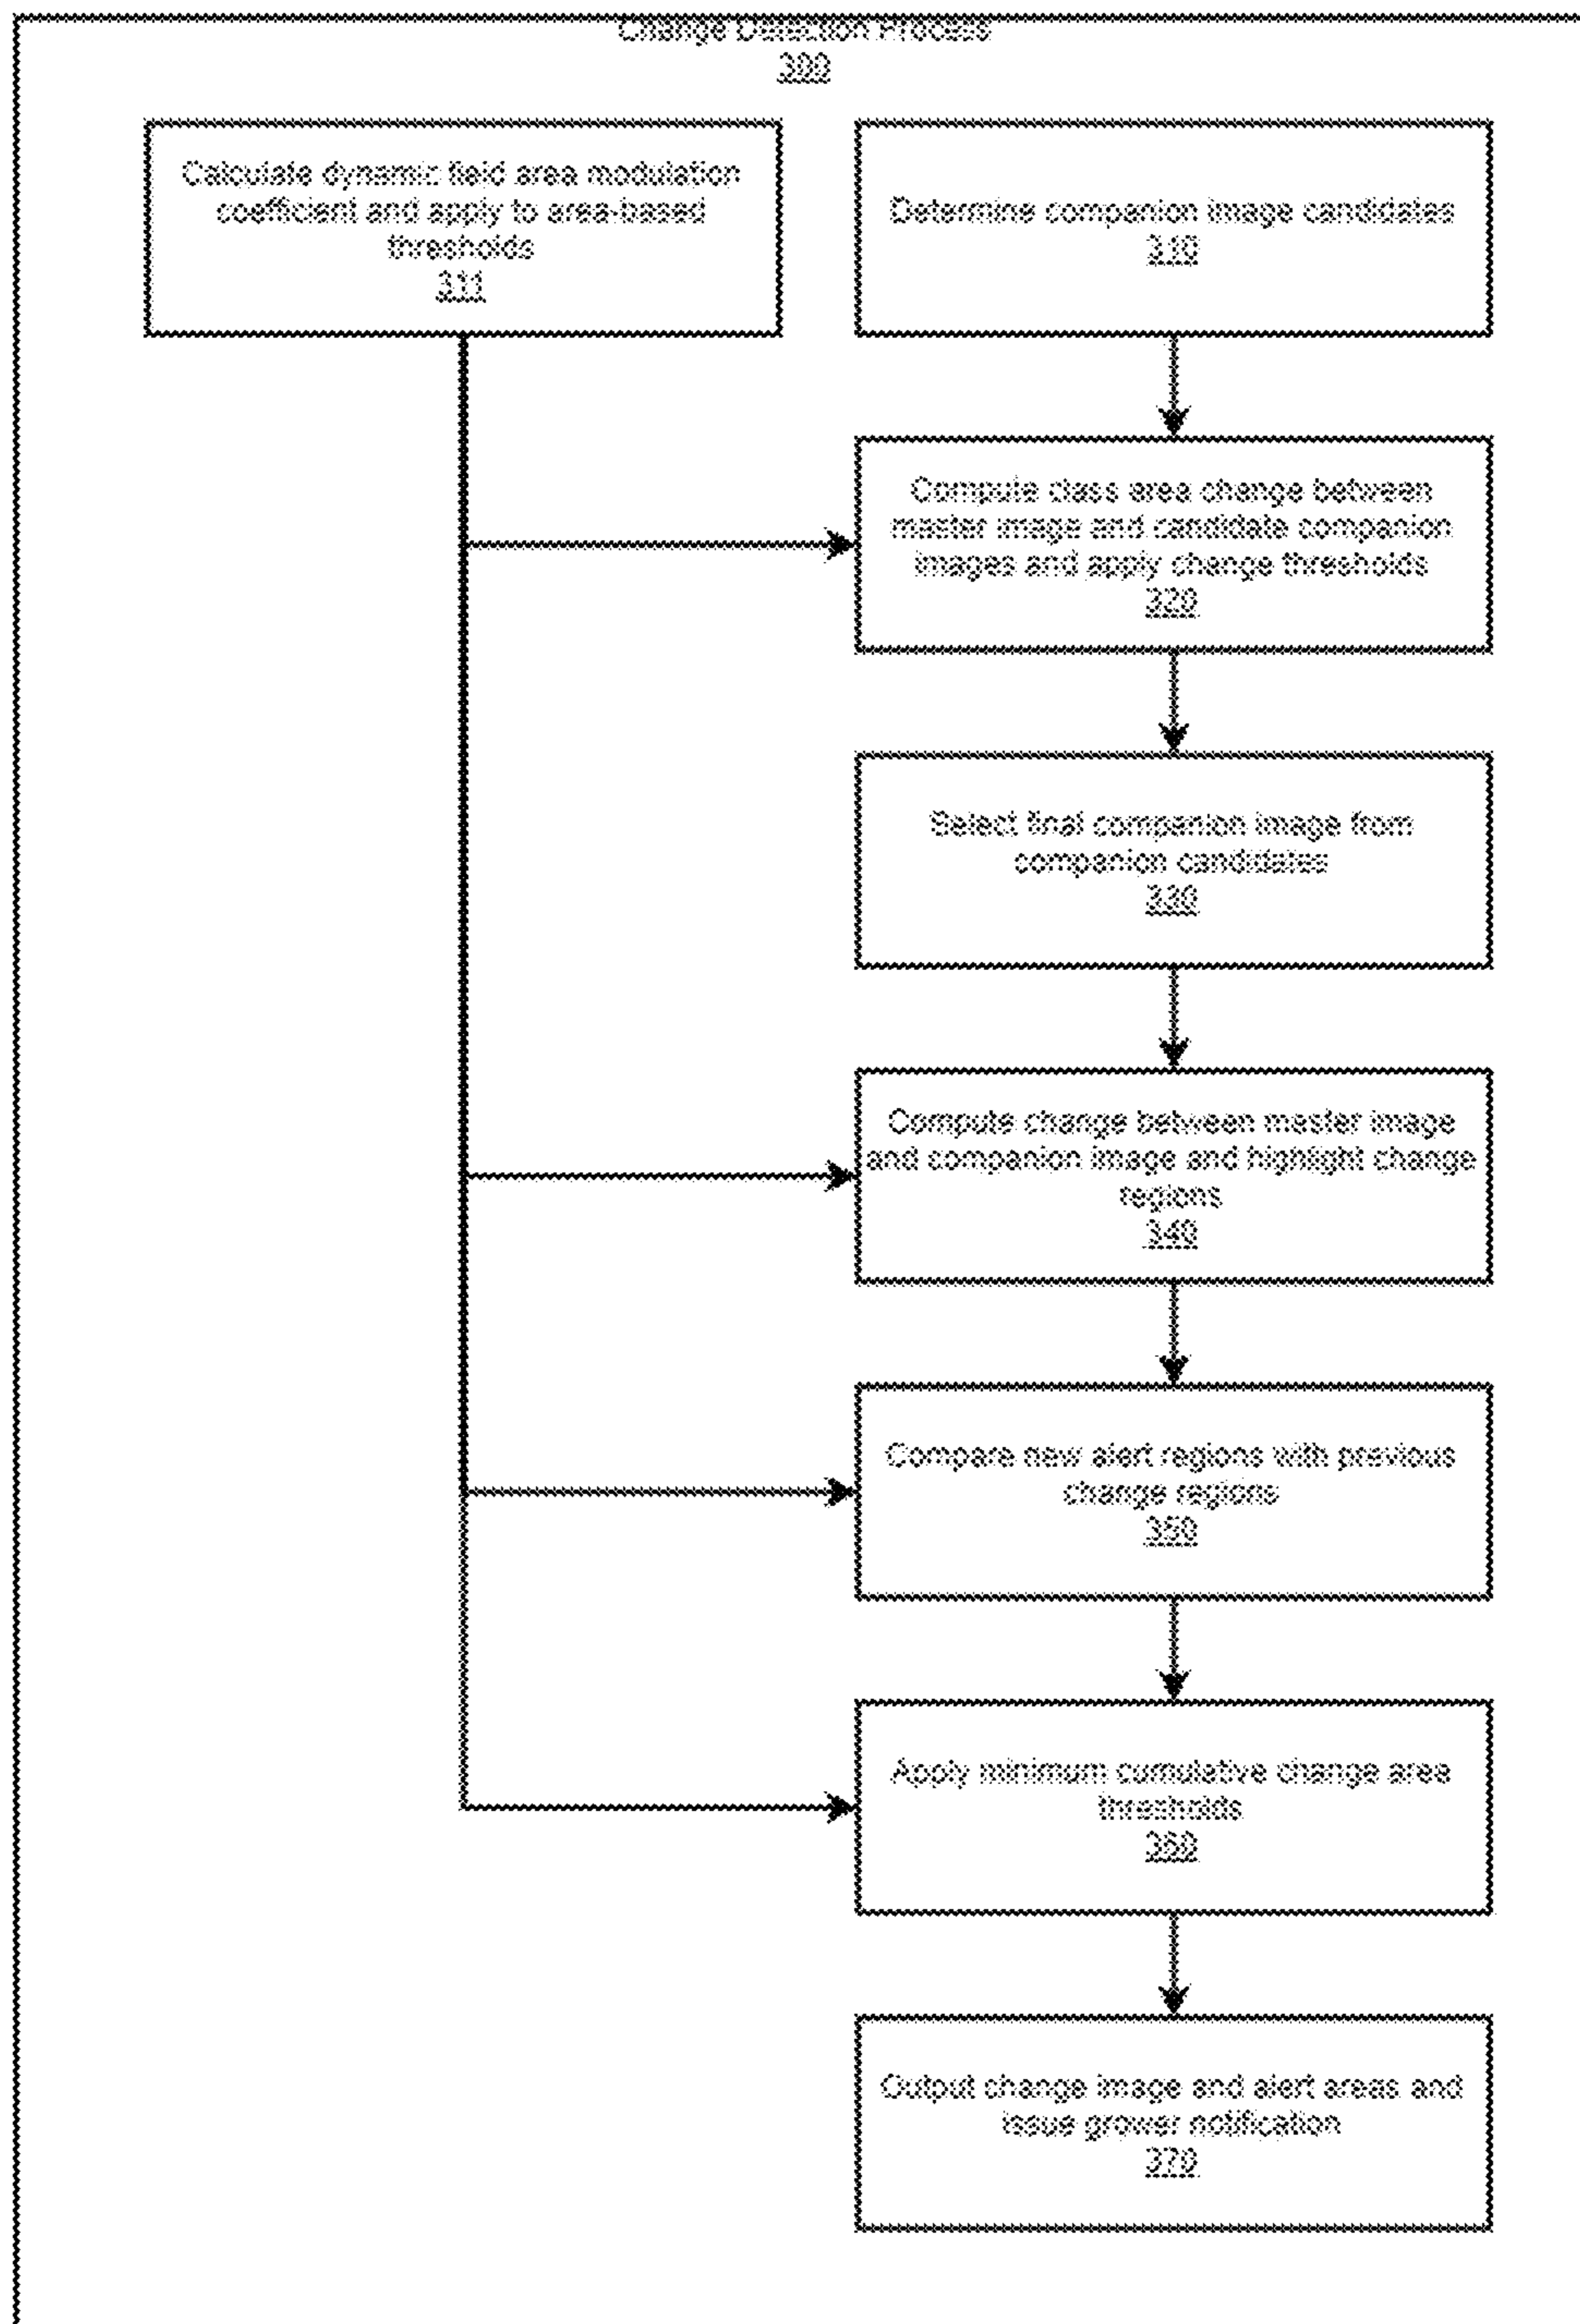 Change Detection Process
300
Calculate dynamic field area modulation
coefficient and apply to area-based
thresholds
311
Determine companion image candidates
310
Compute class area change between
master image and candidate companion
images and apply change thresholds
320
Select final companion image from
companion candidates
330
Compute change between master image
and companion image and highlight change
regions
340
Compare new alert regions with previous
change regions
350
Apply minimum cumulative change area
thresholds
360
Output change image and alert areas and
issue grower notification
370